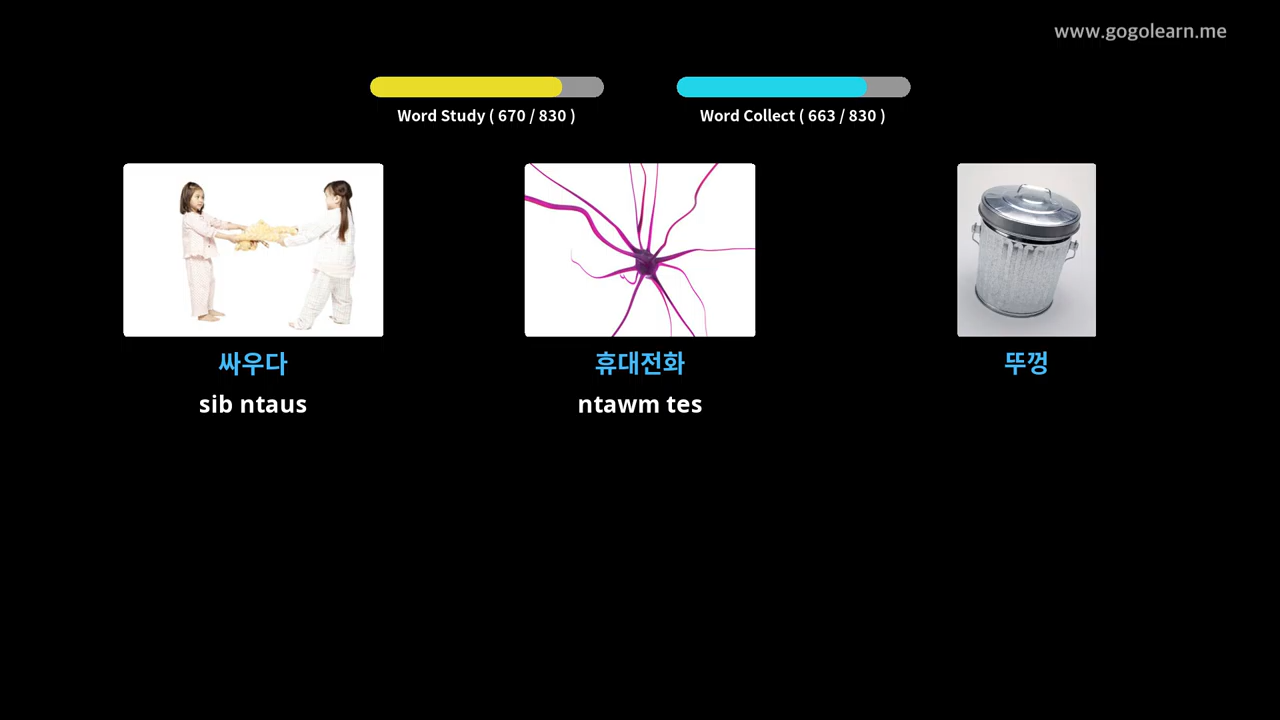 www.gogolearn.me
Word Study ( 670 / 830 )
Word Collect ( 663 / 830 )
싸우다
휴대전화
뚜껑
sib ntaus
ntawm tes